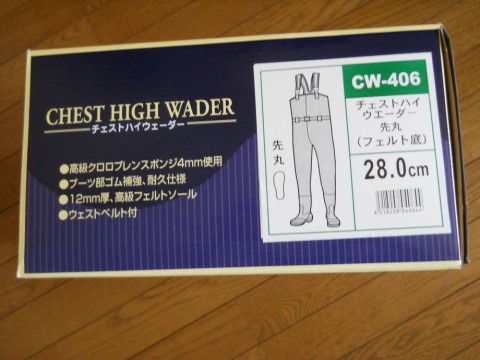 CHEST HIGH WADER
チェストハイウェーダー
●高級クロロプレンスポンジ4mm使用
●ブーツ部ゴム補強、耐久仕様
●12mm厚、高級フェルトソール
●ウェストベルト付
CW-406
チェストハイ
ウエーダー
先丸
(フェルト底)
28.0cm
先丸